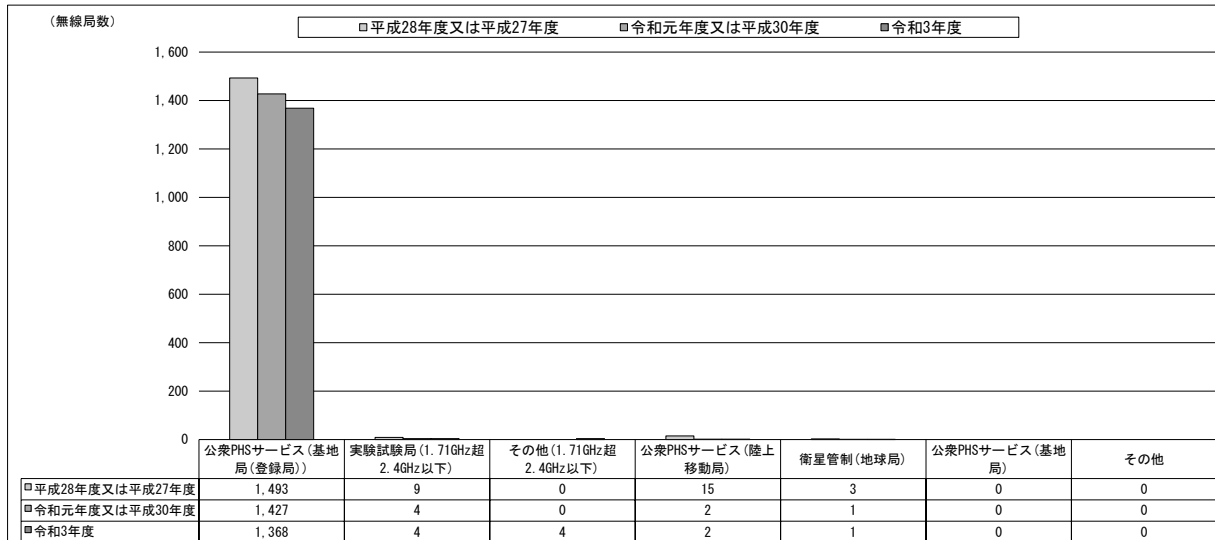 (無線局数)
□平成28年度又は平成27年度 ■令和元年度又は平成30年度 ■令和3年度
1,600
1,400
1,200
1,000
800
600
400
200
0
公衆PHSサービス(基地局(登録局)) 実験試験局(1.71GHz超2.4GHz以下) その他(1.71GHz超2.4GHz以下) 公衆PHSサービス(陸上移動局) 衛星管制(地球局) 公衆PHSサービス(基地局) その他
□平成28年度又は平成27年度 1,493 9 0 15 3 0 0
■令和元年度又は平成30年度 1,427 4 0 2 1 0 0
■令和3年度 1,368 4 4 2 1 0 0